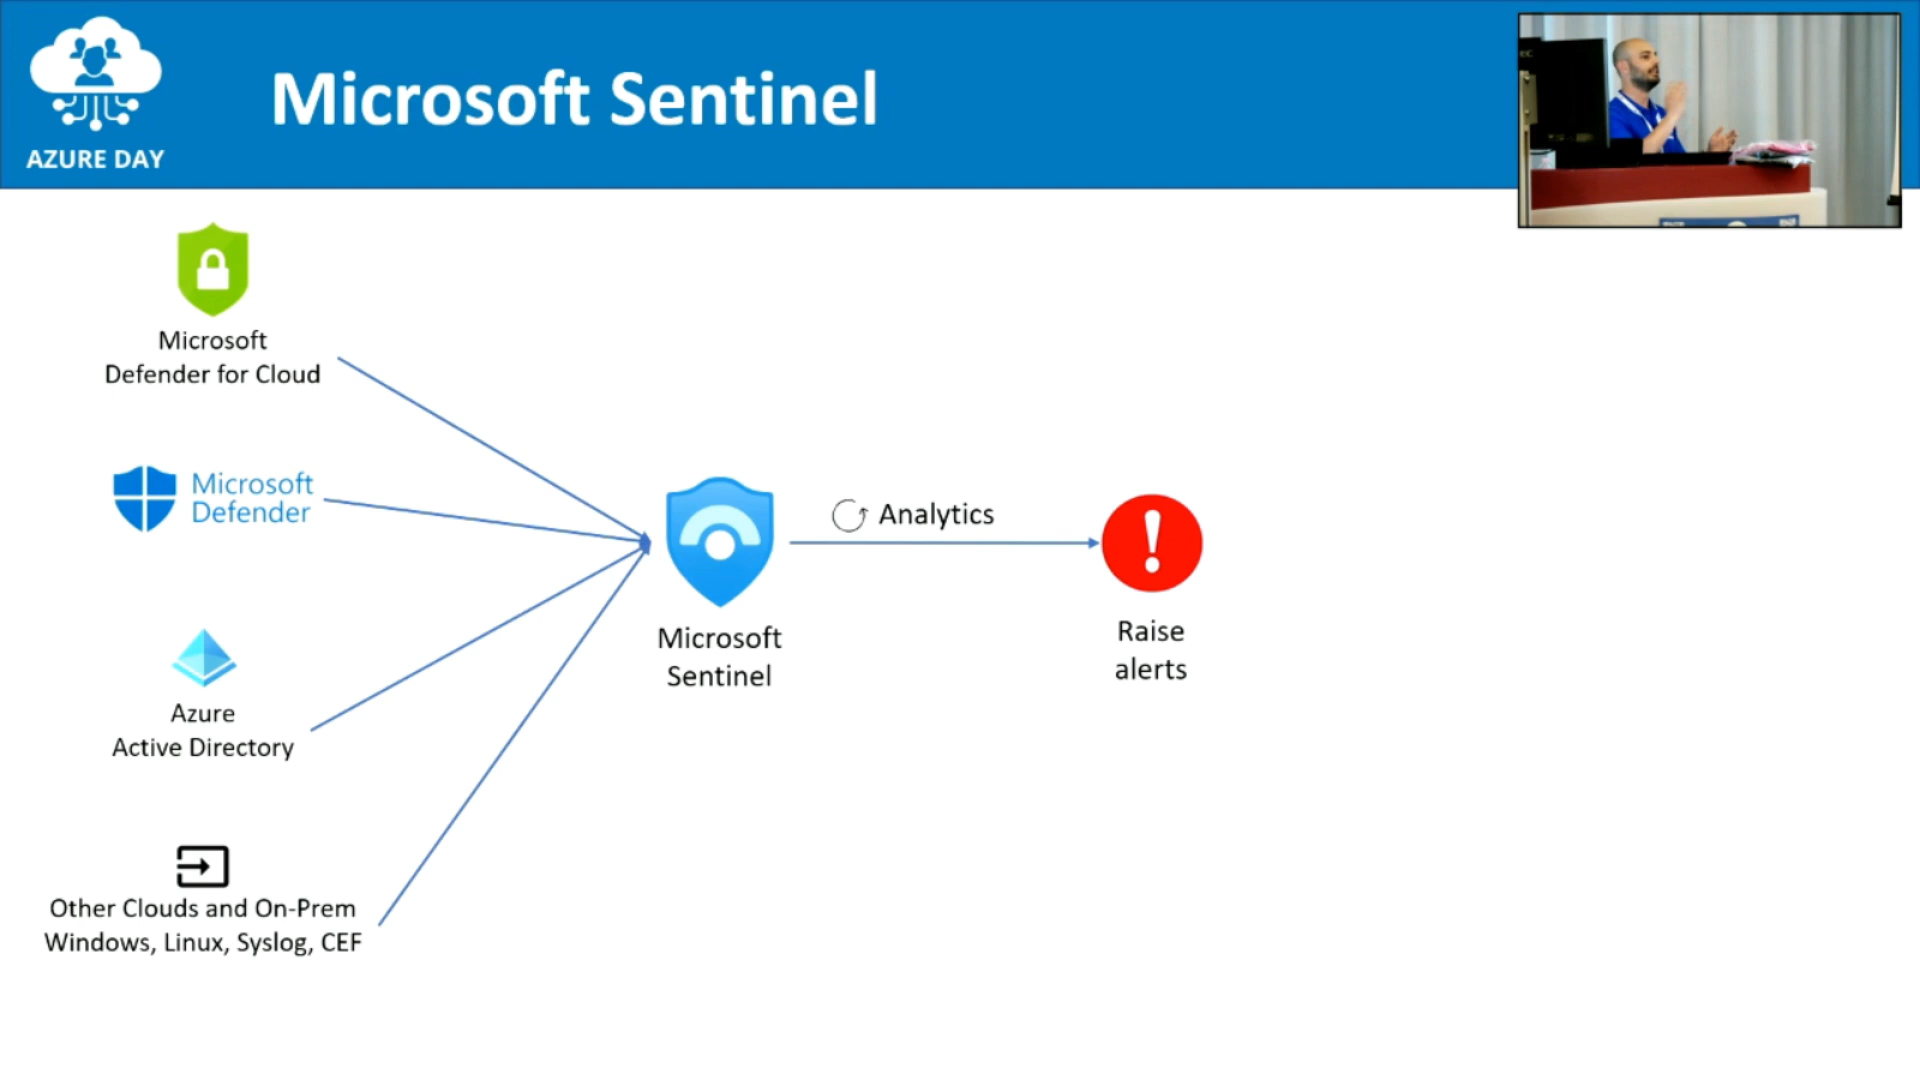 AZURE DAY
Microsoft Sentinel
Microsoft
Defender for Cloud
Microsoft
Defender
Azure
Active Directory
Other Clouds and On-Prem
Windows, Linux, Syslog, CEF
Microsoft
Sentinel
Analytics
Raise
alerts